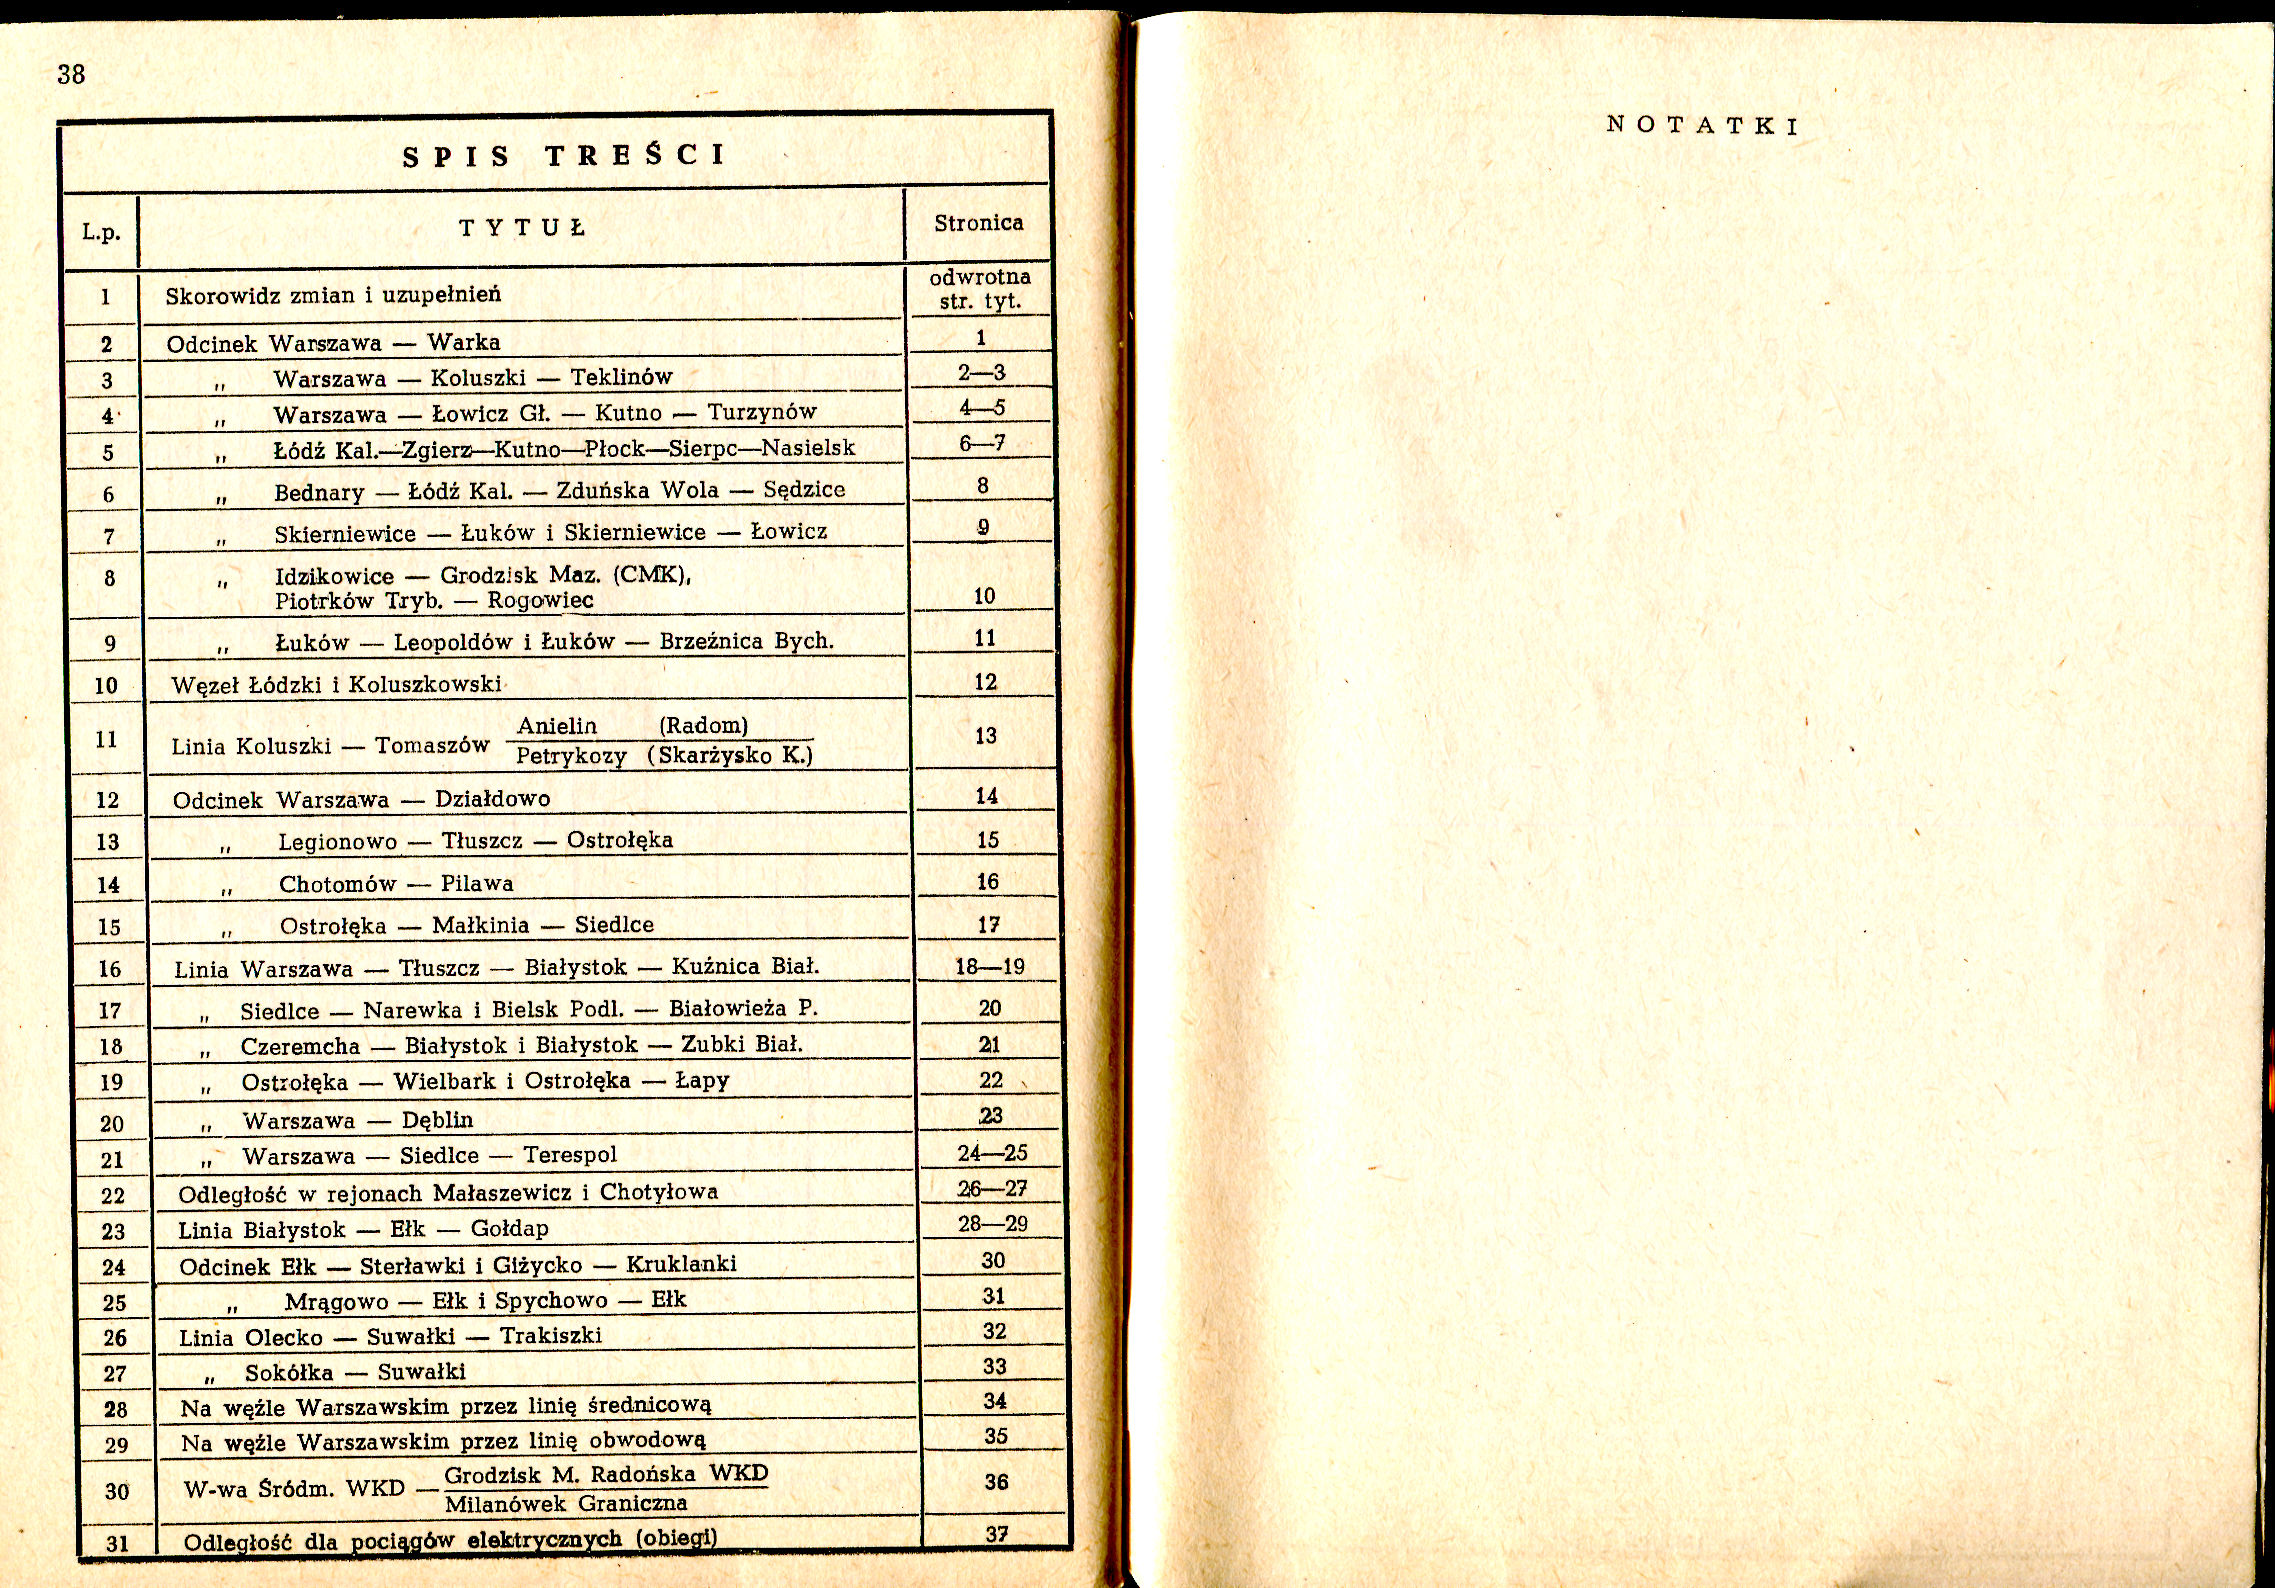 38
SPIS TREŚCI
L.p. TYTUŁ Stronica
1 Skorowidz zmian i uzupełnień odwrotna
str. tyt.
2 Odcinek Warszawa — Warka 1
3 „ Warszawa — Koluszki — Teklinów 2—3
4 „ Warszawa — Łowicz Gł. — Kutno — Turzynów 4—5
5 „ Łódź Kal.—Zgierz—Kutno—Płock—Sierpc—Nasielsk 6—7
6 „ Bednary — Łódź Kal. — Zduńska Wola — Sędzice 8
7 „ Skierniewice — Łuków i Skierniewice — Łowicz 9
8 „ Idzikowice — Grodzisk Maz. (CMK),
Piotrków Tryb. — Rogowiec 10
9 „ Łuków — Leopoldów i Łuków — Brzeźnica Bych. 11
10 Węzeł Łódzki i Koluszkowski 12
11 Linia Koluszki — Tomaszów Anielin (Radom) 13
Petrykozy (Skarżysko K.)
12 Odcinek Warszawa — Działdowo 14
13 „ Legionowo — Tłuszcz — Ostrołęka 15
14 „ Chotomów — Pilawa 16
15 „ Ostrołęka — Małkinia — Siedlce 17
16 Linia Warszawa — Tłuszcz — Białystok — Kuźnica Biał. 18—19
17 „ Siedlce — Narewka i Bielsk Podl. — Białowieża P. 20
18 „ Czeremcha — Białystok i Białystok — Zubki Biał. 21
19 „ Ostrołęka — Wielbark i Ostrołęka — Łapy 22
20 „ Warszawa — Dęblin 23
21 „ Warszawa — Siedlce — Terespol 24—25
22 Odległość w rejonach Małaszewicz i Chotyłowa 26—27
23 Linia Białystok — Ełk — Gołdap 28—29
24 Odcinek Ełk — Sterławki i Giżycko — Kruklanki 30
25 „ Mrągowo — Ełk i Spychowo — Ełk 31
26 Linia Olecko — Suwałki — Trakiszki 32
27 „ Sokółka — Suwałki 33
28 Na węźle Warszawskim przez linię średnicową 34
29 Na węźle Warszawskim przez linię obwodową 35
30 W-wa Śródm. WKD — Grodzisk M. Radońska WKD 36
Milanówek Graniczna
31 Odległość dla pociągów elektrycznych (obiegi) 37
NOTATKI